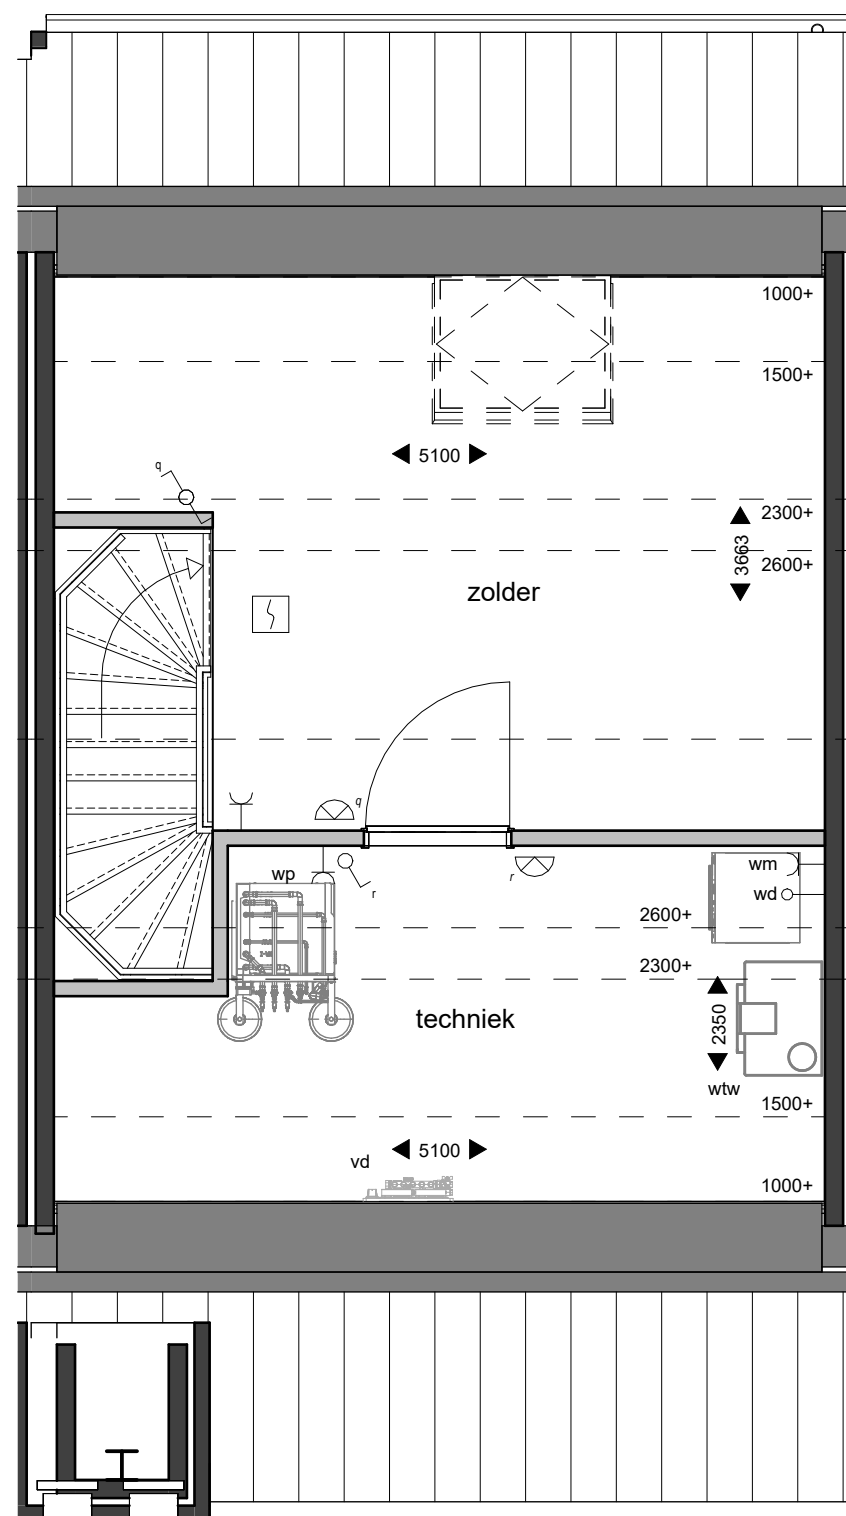 1000+
1500+
5100
q
2300+
3663
2600+
zolder
q
wp
r
r
wm
wd
2600+
2300+
techniek
2350
wtw
1500+
5100
vd
1000+